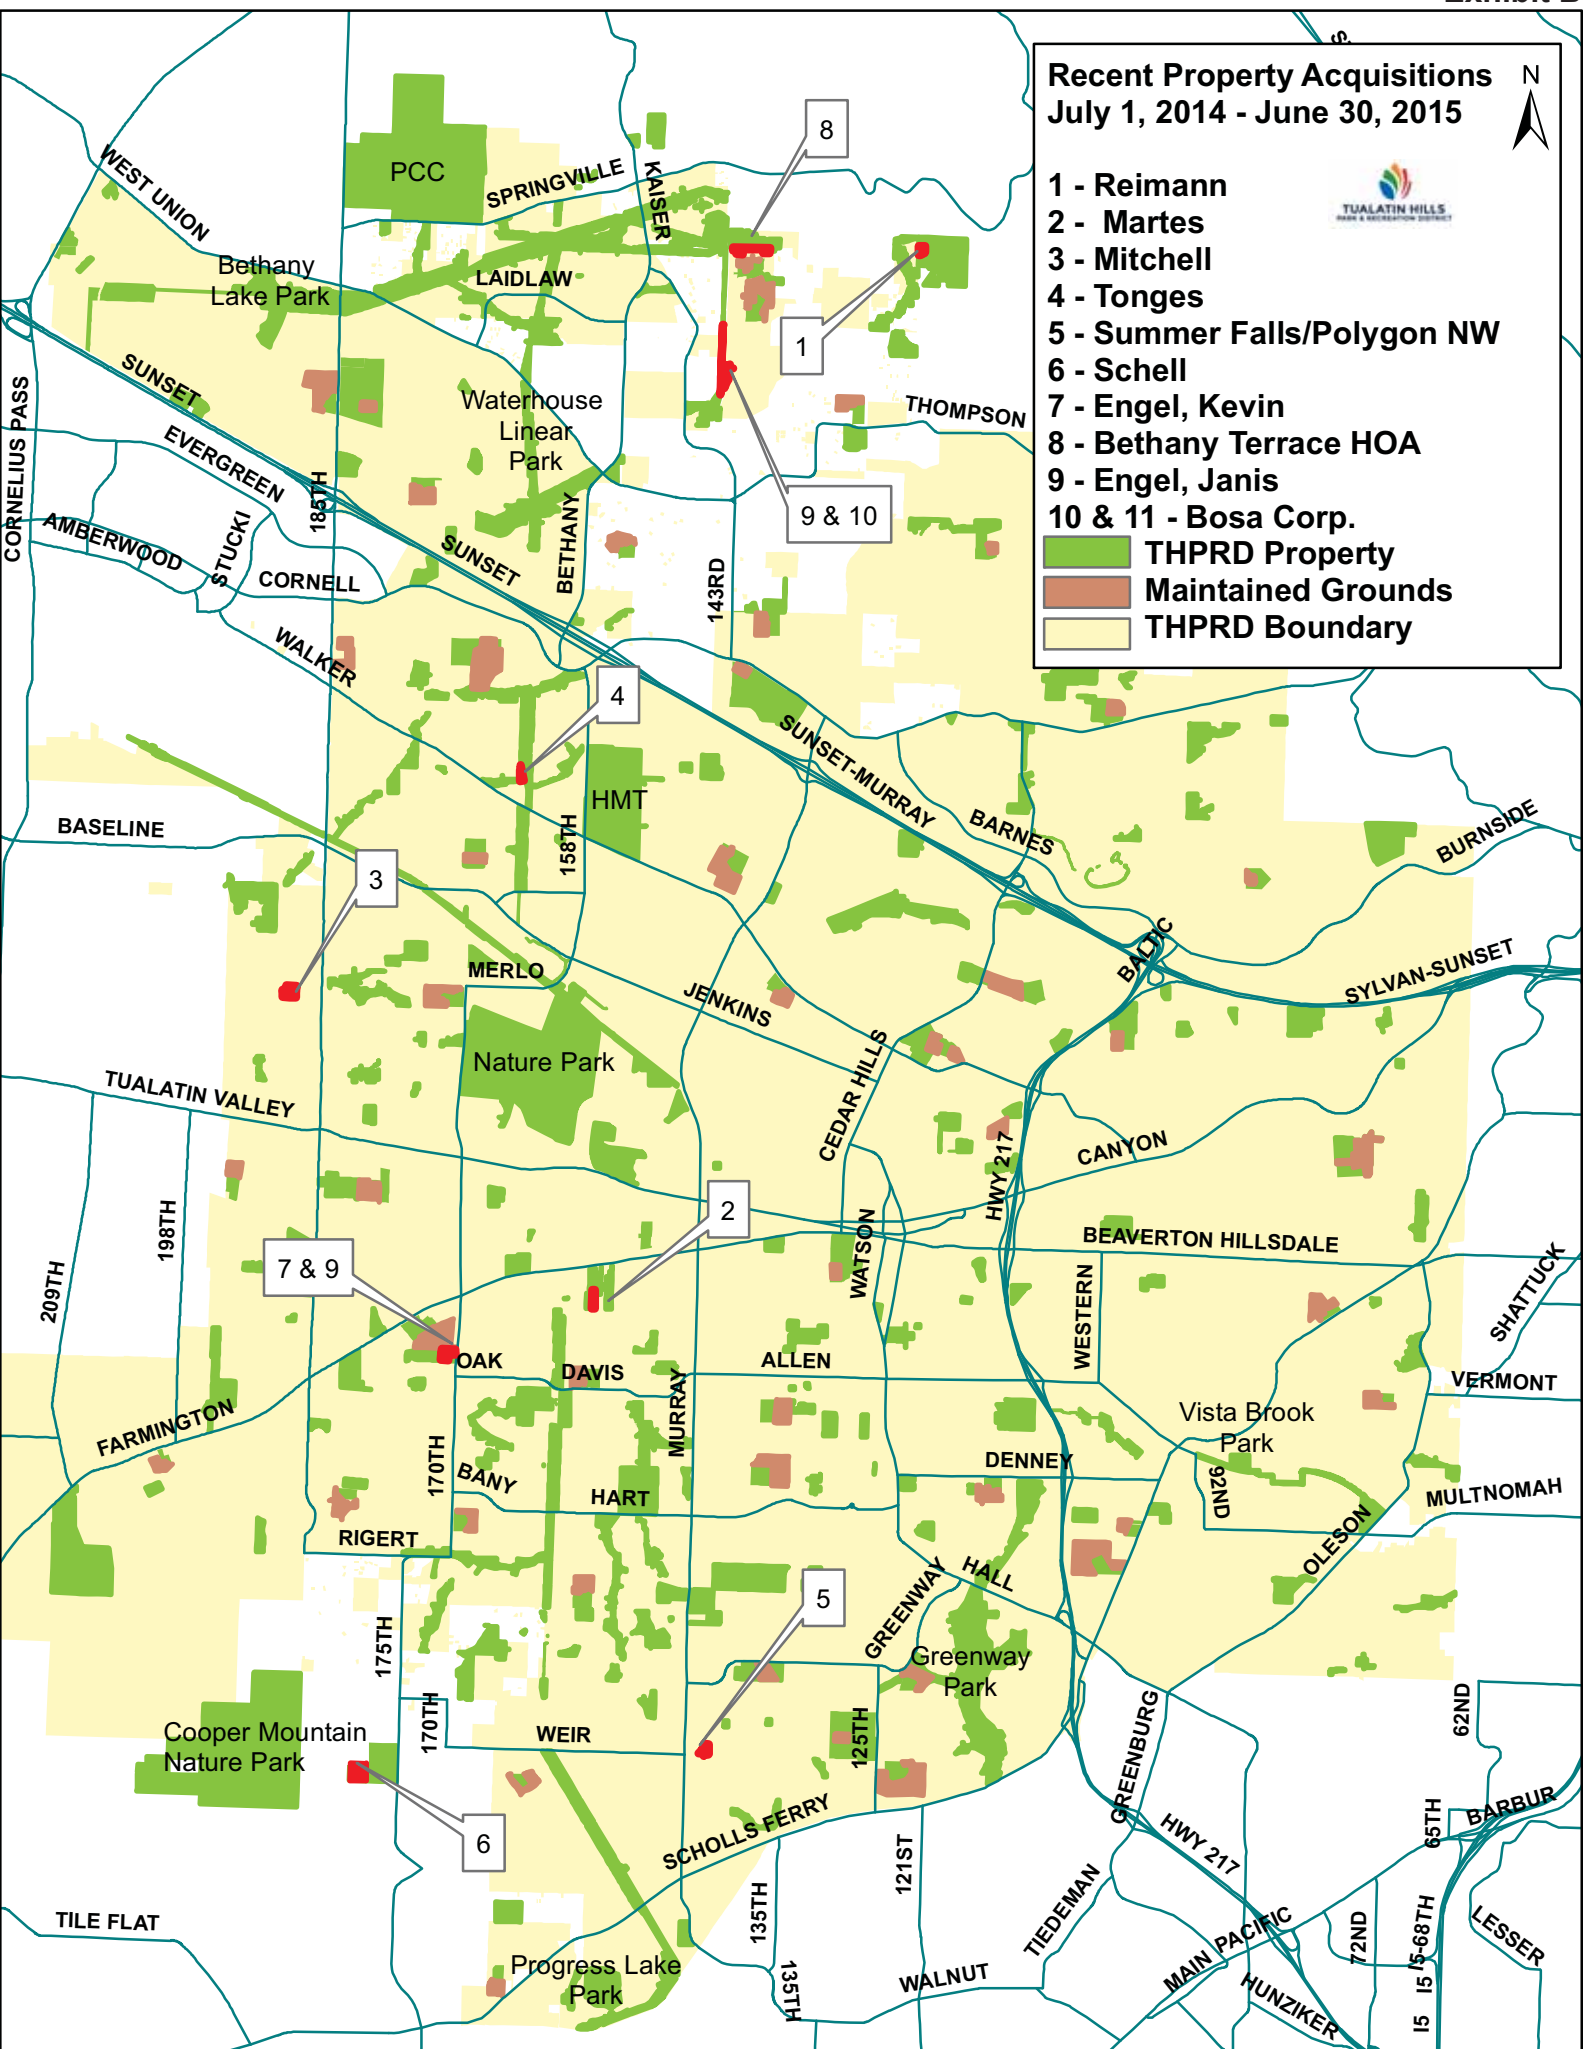 Recent Property Acquisitions
July 1, 2014 - June 30, 2015
N
1 - Reimann
2 - Martes
3 - Mitchell
4 - Tonges
5 - Summer Falls/Polygon NW
6 - Schell
7 - Engel, Kevin
8 - Bethany Terrace HOA
9 - Engel, Janis
10 & 11 - Bosa Corp.
THPRD Property
Maintained Grounds
THPRD Boundary
TUALATIN HILLS
PARK & RECREATION DISTRICT
8
PCC
SPRINGVILLE
KAISER
WEST UNION
Bethany
Lake Park
LAIDLAW
1
SUNSET
Waterhouse
Linear
Park
THOMPSON
CORNELIUS PASS
EVERGREEN
185TH
9 & 10
AMBERWOOD
STUCKI
CORNELL
SUNSET
BETHANY
143RD
WALKER
4
SUNSET-MURRAY
HMT
BARNES
BURNSIDE
BASELINE
158TH
3
BALTIC
SYLVAN-SUNSET
MERLO
JENKINS
Nature Park
CEDAR HILLS
TUALATIN VALLEY
HWY 217
CANYON
198TH
2
WATSON
BEAVERTON HILLSDALE
209TH
7 & 9
WESTERN
SHATTUCK
OAK
DAVIS
ALLEN
MURRAY
VERMONT
FARMINGTON
Vista Brook
Park
170TH
BANY
HART
DENNEY
92ND
MULTNOMAH
RIGERT
OLESON
HALL
GREENWAY
5
175TH
Greenway
Park
170TH
Cooper Mountain
Nature Park
WEIR
125TH
GREENBURG
62ND
6
SCHOLLS FERRY
HWY 217
65TH
BARBUR
121ST
135TH
TIEDEMAN
TILE FLAT
MAIN PACIFIC
72ND
I5-68TH
LESSER
Progress Lake
Park
135TH
WALNUT
HUNZIKER
I5
I5